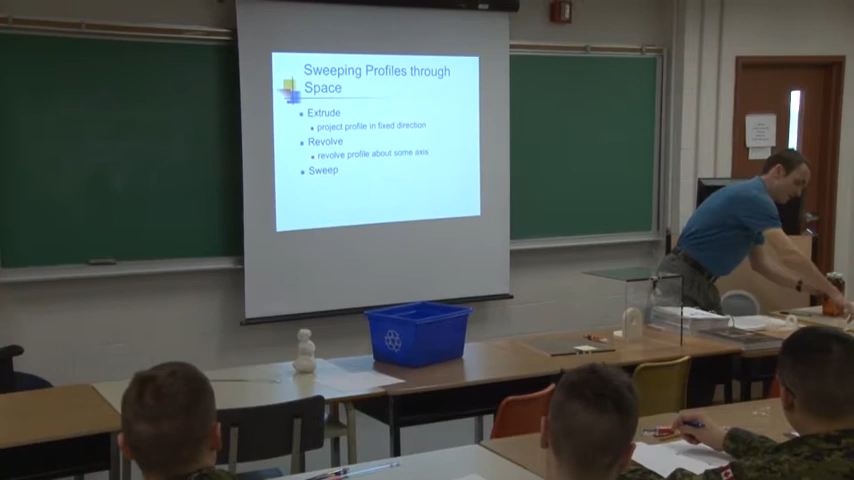 Sweeping Profiles through
Space
Extrude
project profile in fixed direction
Revolve
revolve profile about some axis
Sweep